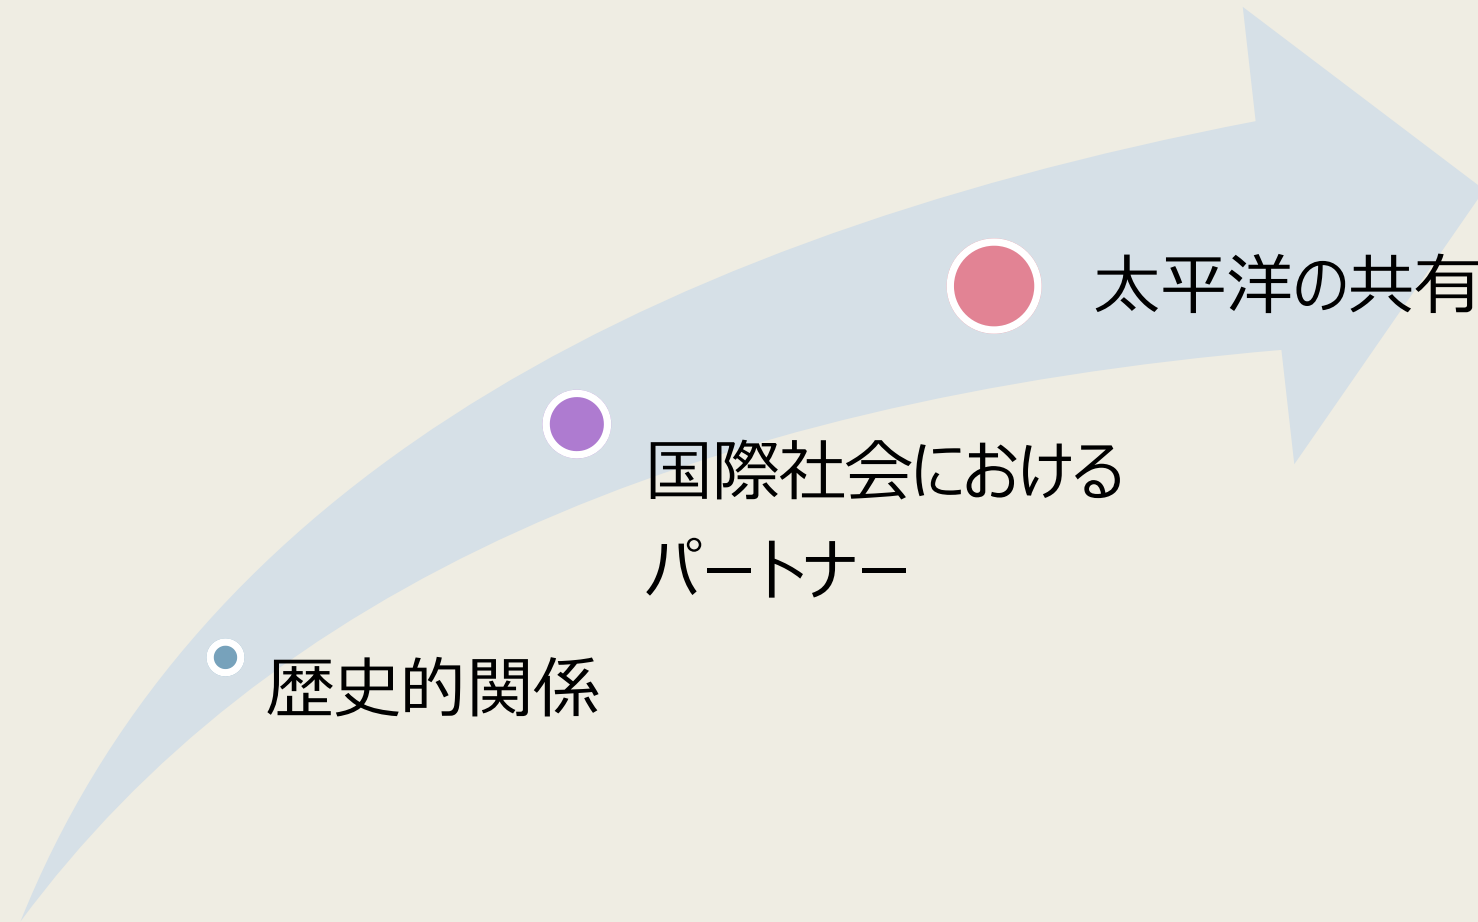 太平洋の共有
国際社会における
パートナー
歴史的関係